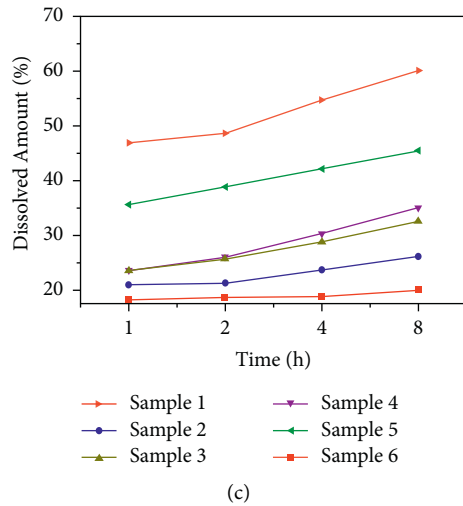 70
60
50
40
30
20
Dissolved Amount (%)
1 2 4 8
Time (h)
Sample 1 Sample 4
Sample 2 Sample 5
Sample 3 Sample 6
(c)